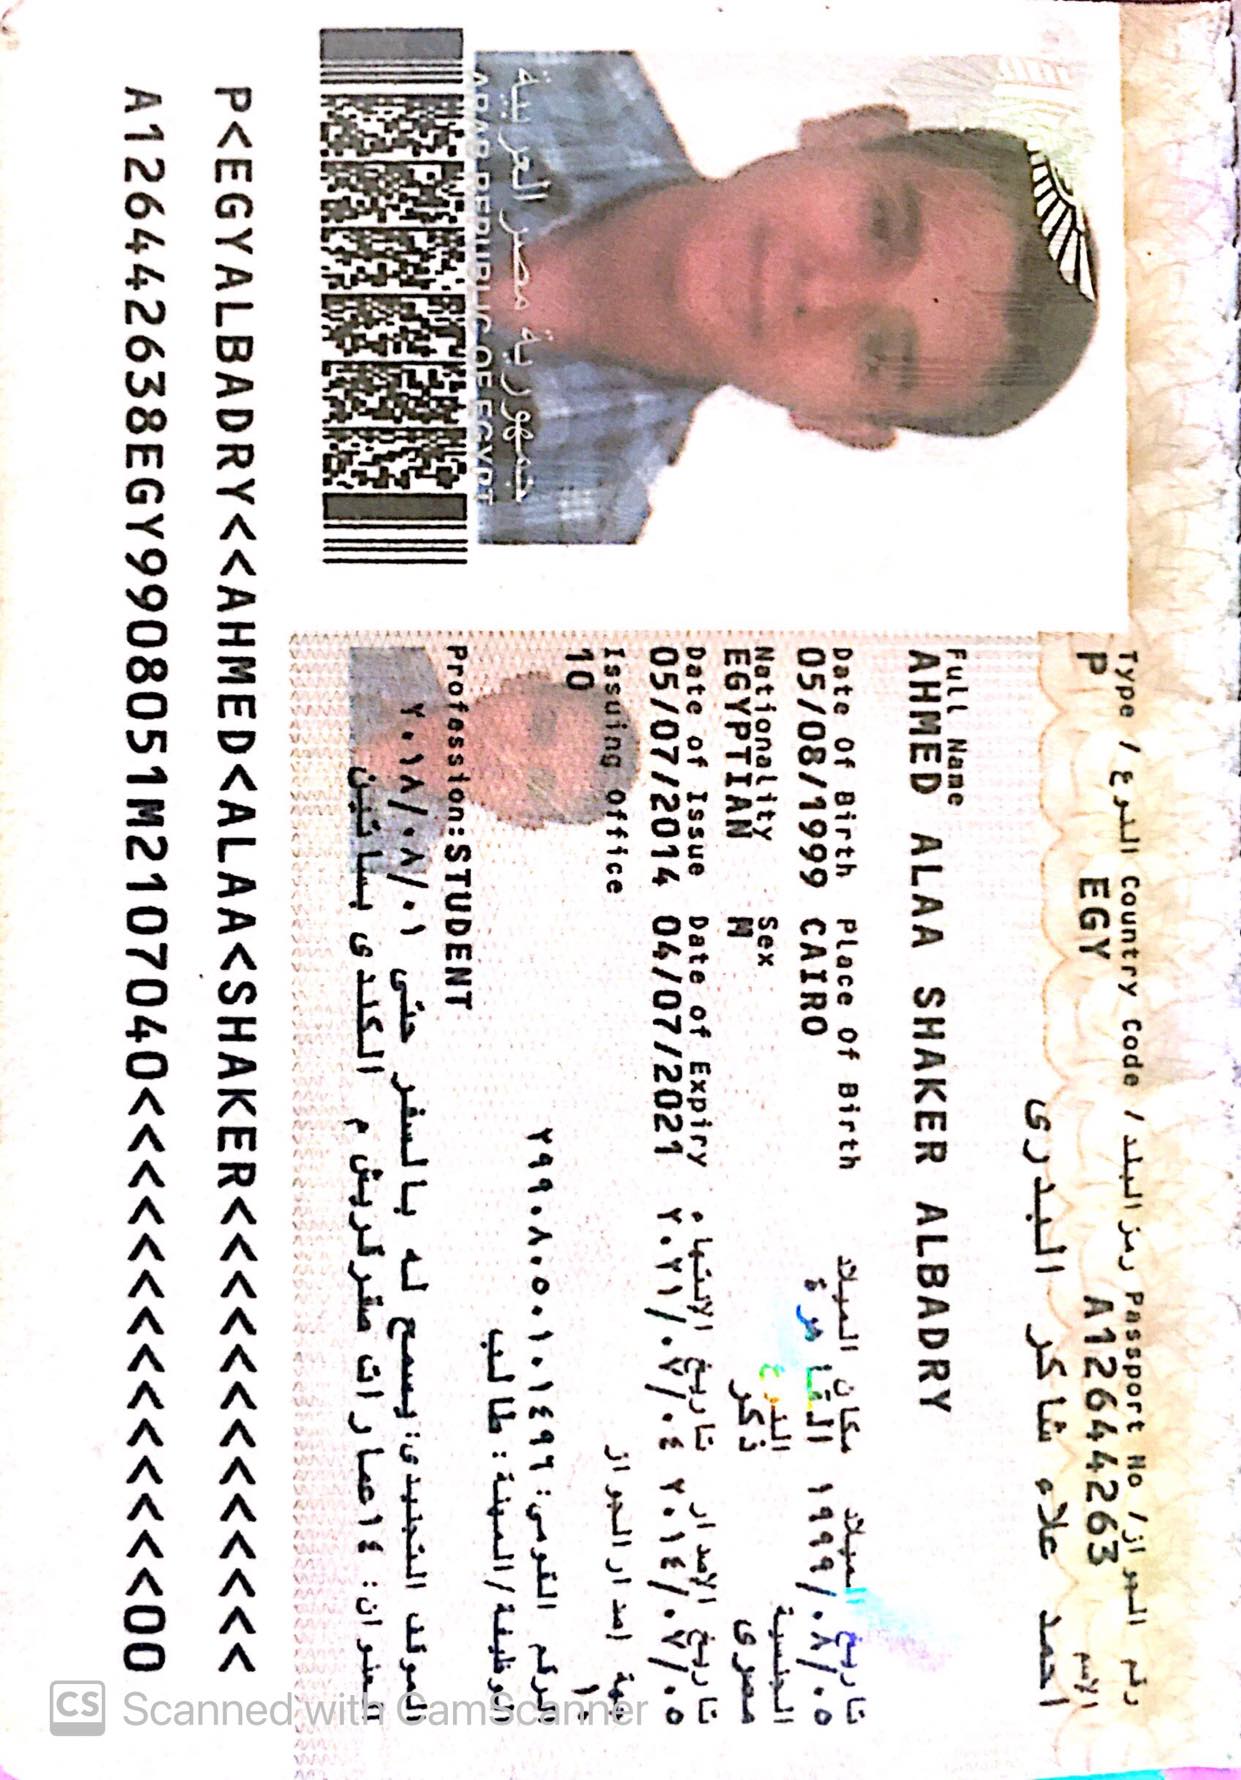 Type / النوع Country Code / رمز البلد Passport No / رقم الجواز
P EGY A12644263
الإسم
احمد علاء شاكر البدرى
Full Name
AHMED ALAA SHAKER ALBADRY
Date Of Birth Place Of Birth مكان الميلاد تاريخ الميلاد
05/08/1999 CAIRO القاهرة ١٩٩٩/٠٨/٠٥
Nationality Sex النوع الجنسية
EGYPTIAN M ذكر مصرى
Date of Issue Date of Expiry تاريخ الإنتهاء تاريخ الإصدار
05/07/2014 04/07/2021 ٢٠٢١/٠٧/٠٤ ٢٠١٤/٠٧/٠٥
Issuing Office جهة إصدار الجواز
10 ١٠
الرقم القومي: ٢٩٩٠٨٠٥٠١٠١٤٩٦
الوظيفة/المهنة: طالب
Profession:STUDENT
الموقف التجنيدى: يسمح له بالسفر حتى ٢٠١٨/٠٨/٠١
العنوان: ١٤عمارات صقرقريش م الكندى بساتين
جمهورية مصر العربية
ARAB REPUBLIC OF EGYPT
P<EGYALBADRY<<AHMED<ALAA<SHAKER<<<<<<<<<<<<<
A126442638EGY9908051M2107040<<<<<<<<<<<<<<00
CS Scanned with CamScanner